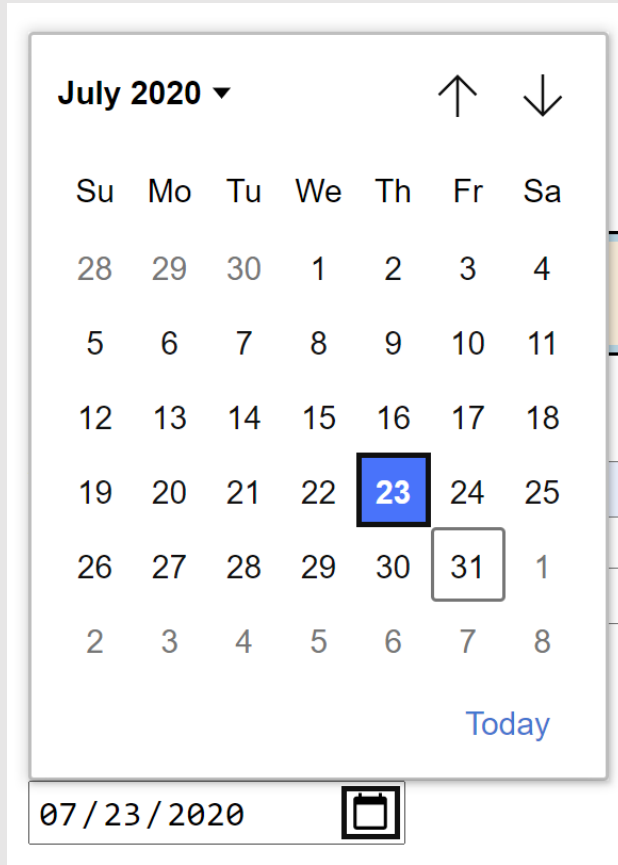 July 2020
Su Mo Tu We Th Fr Sa
28 29 30 1 2 3 4
5 6 7 8 9 10 11
12 13 14 15 16 17 18
19 20 21 22 23 24 25
26 27 28 29 30 31 1
2 3 4 5 6 7 8
Today
07/23/2020